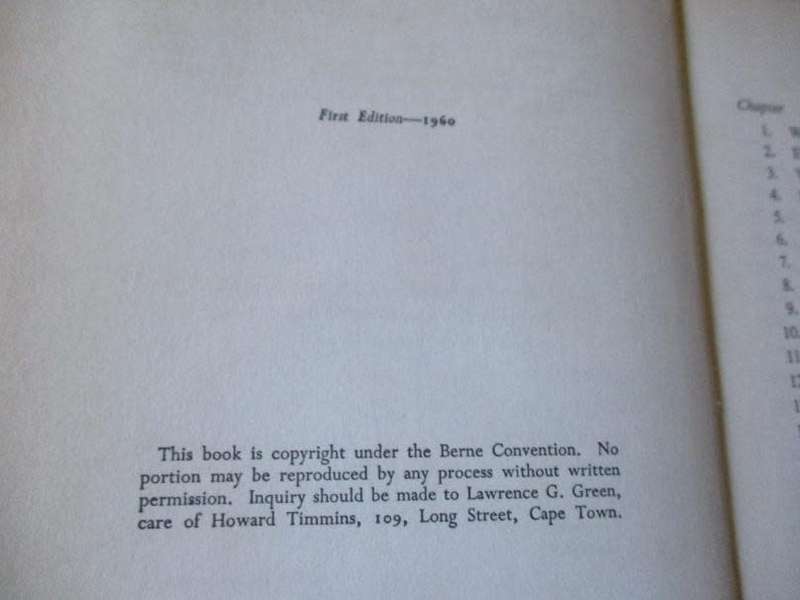 First Edition—1960
This book is copyright under the Berne Convention. No
portion may be reproduced by any process without written
permission. Inquiry should be made to Lawrence G. Green,
care of Howard Timmins, 109, Long Street, Cape Town.
Chapter
1.
2.
3.
4.
5.
6.
7.
8.
9.
10.
11